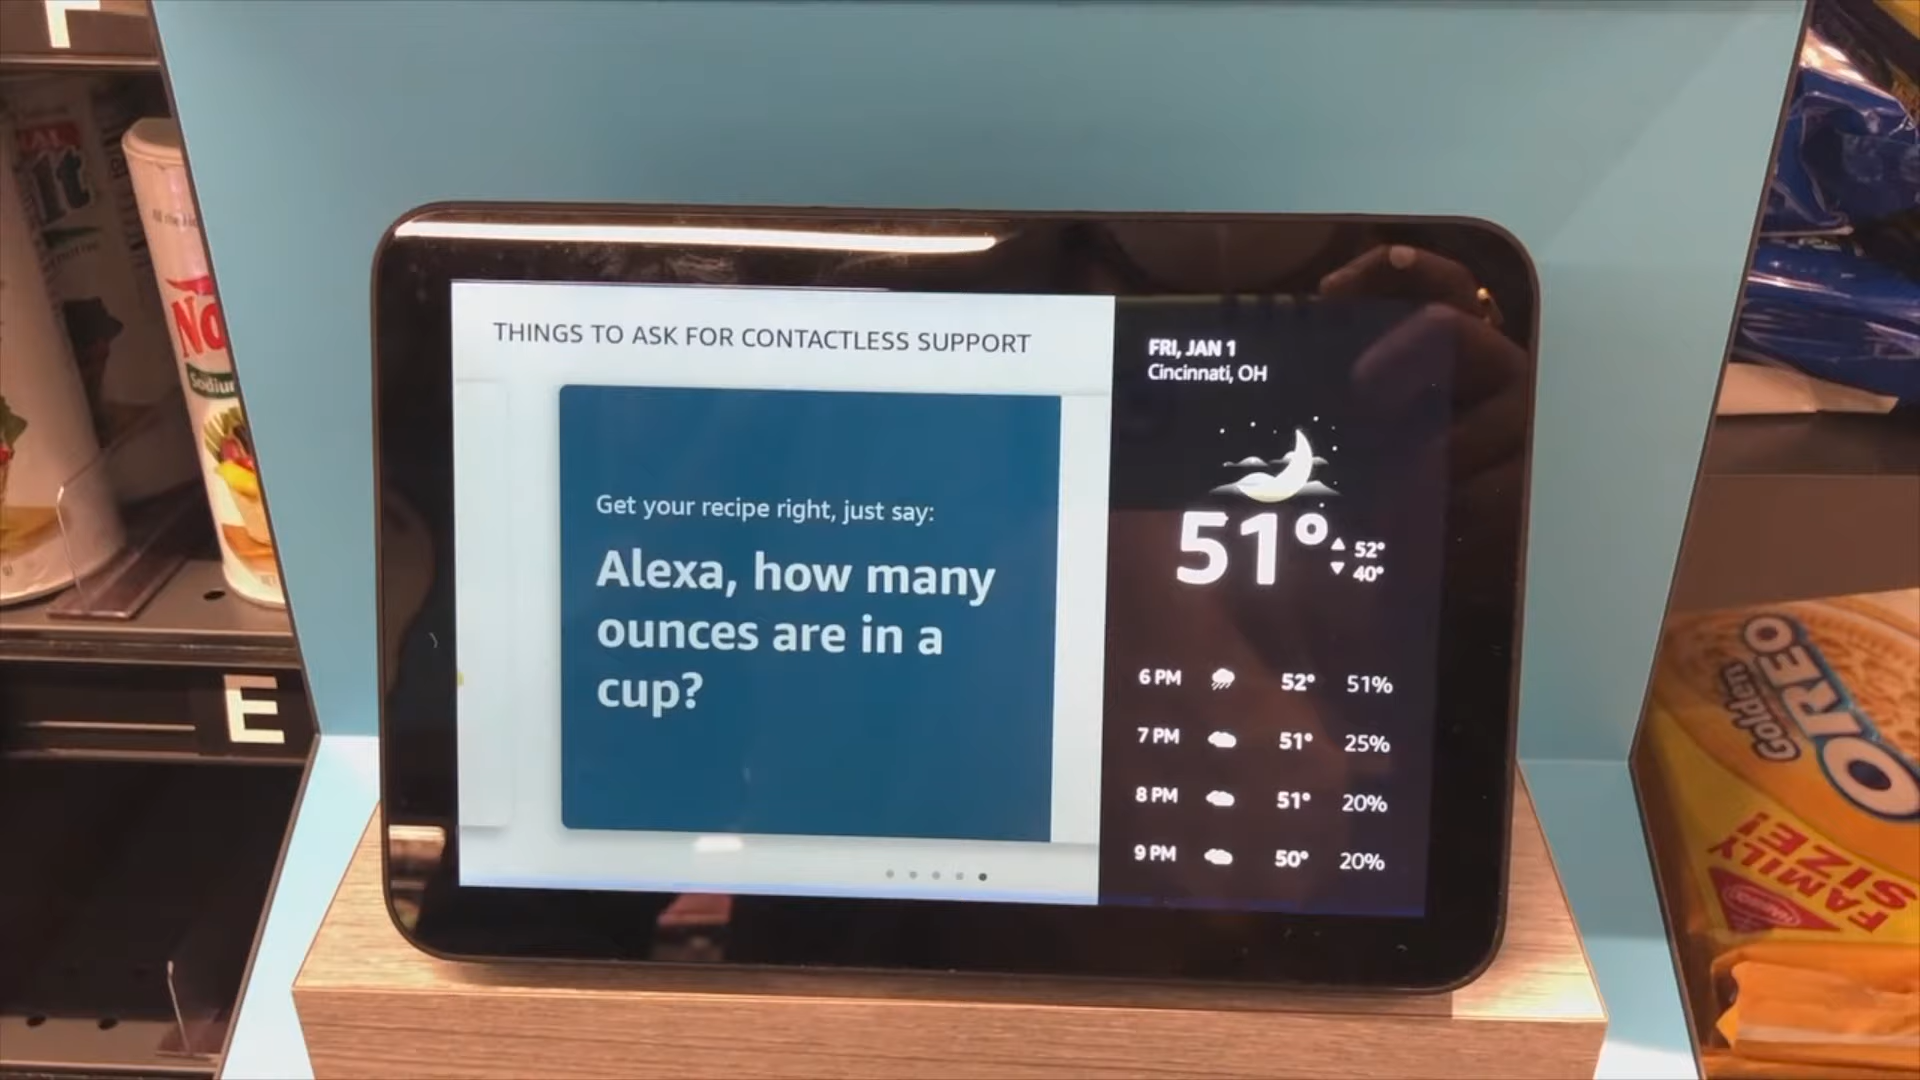 F
No
Sodium
THINGS TO ASK FOR CONTACTLESS SUPPORT
Get your recipe right, just say:
Alexa, how many
ounces are in a
cup?
FRI, JAN 1
Cincinnati, OH
51°
52°
40°
6 PM 52° 51%
7 PM 51° 25%
8 PM 51° 20%
9 PM 50° 20%
E
Golden
OREO
FAMILY
SIZE!